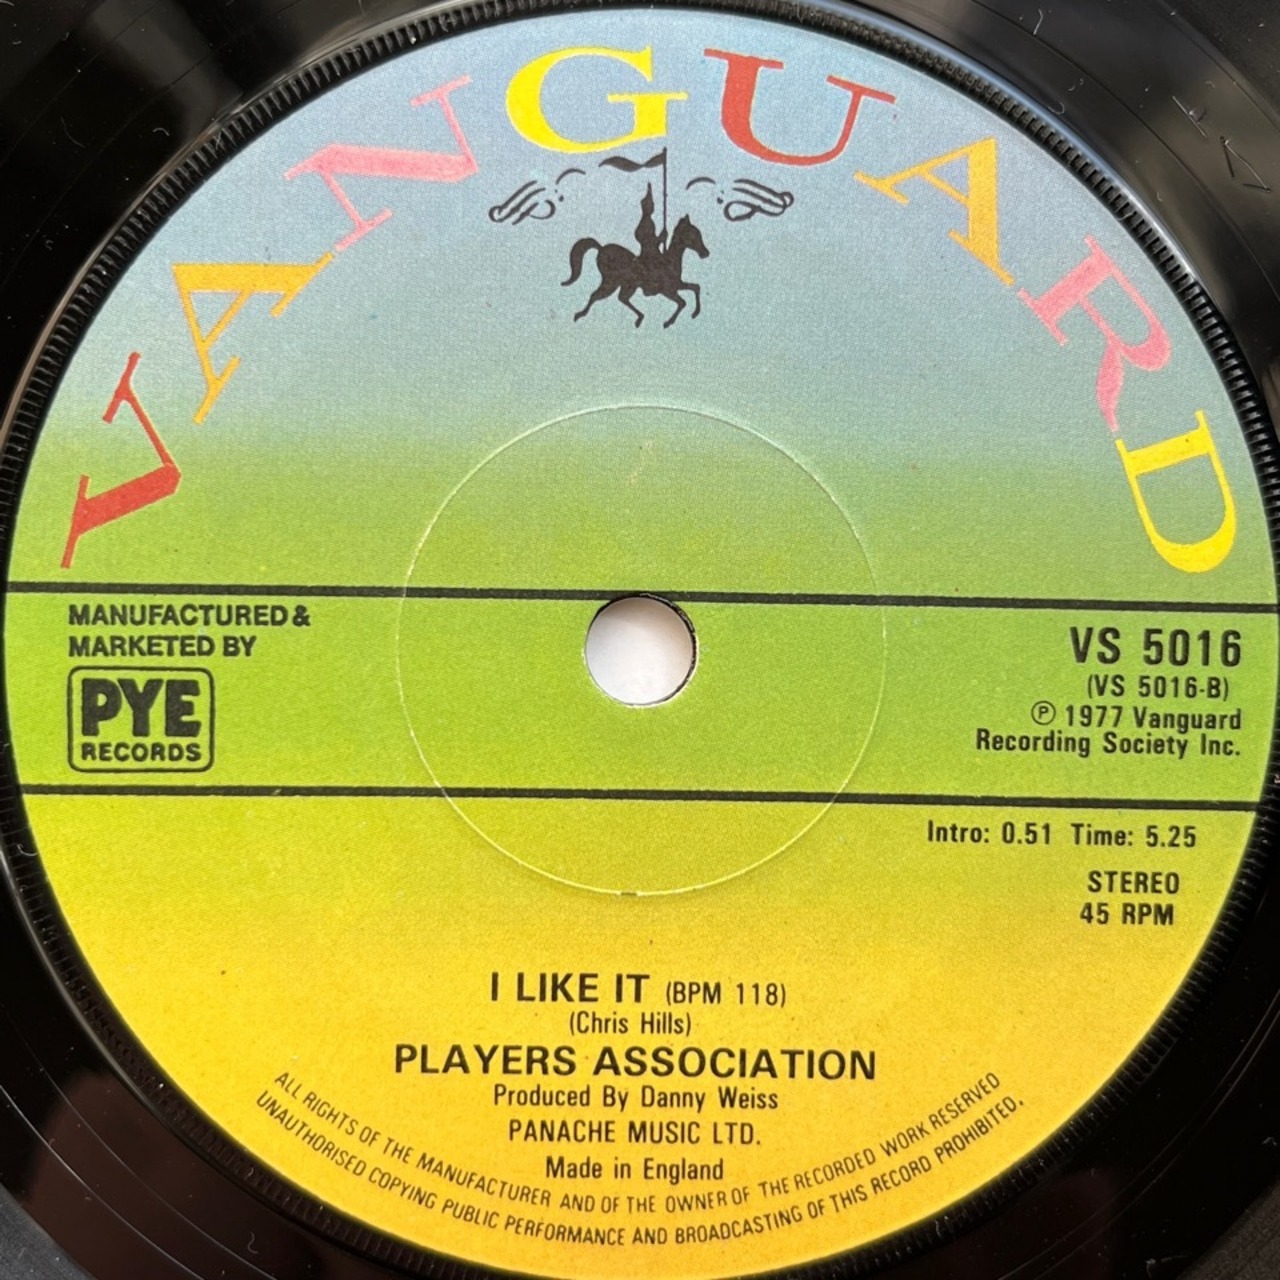 VANGUARD
MANUFACTURED &
MARKETED BY
PYE
RECORDS
VS 5016
(VS 5016-B)
℗ 1977 Vanguard
Recording Society Inc.
Intro: 0.51 Time: 5.25
STEREO
45 RPM
I LIKE IT (BPM 118)
(Chris Hills)
PLAYERS ASSOCIATION
Produced By Danny Weiss
PANACHE MUSIC LTD.
Made in England
ALL RIGHTS OF THE MANUFACTURER AND OF THE OWNER OF THE RECORDED WORK RESERVED
UNAUTHORISED COPYING PUBLIC PERFORMANCE AND BROADCASTING OF THIS RECORD PROHIBITED.